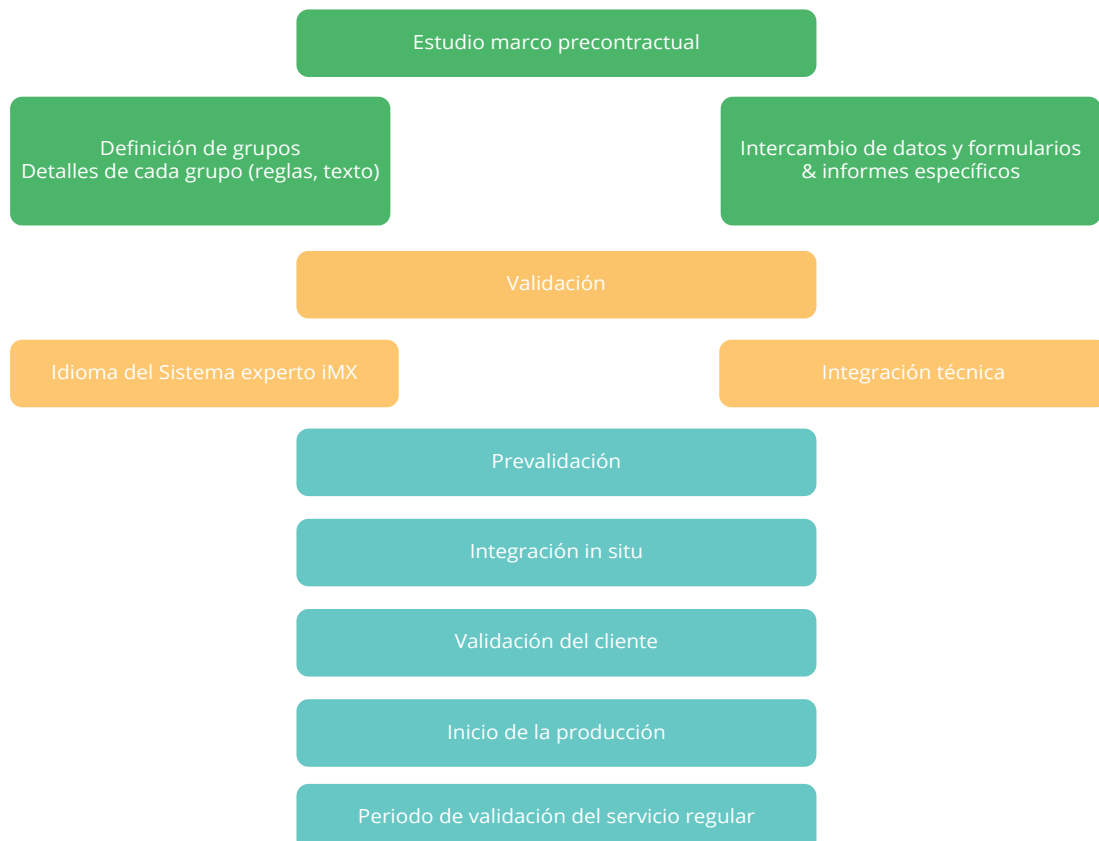 Estudio marco precontractual
Definición de grupos
Detalles de cada grupo (reglas, texto)
Intercambio de datos y formularios
& informes específicos
Validación
Idioma del Sistema experto iMX
Integración técnica
Prevalidación
Integración in situ
Validación del cliente
Inicio de la producción
Periodo de validación del servicio regular